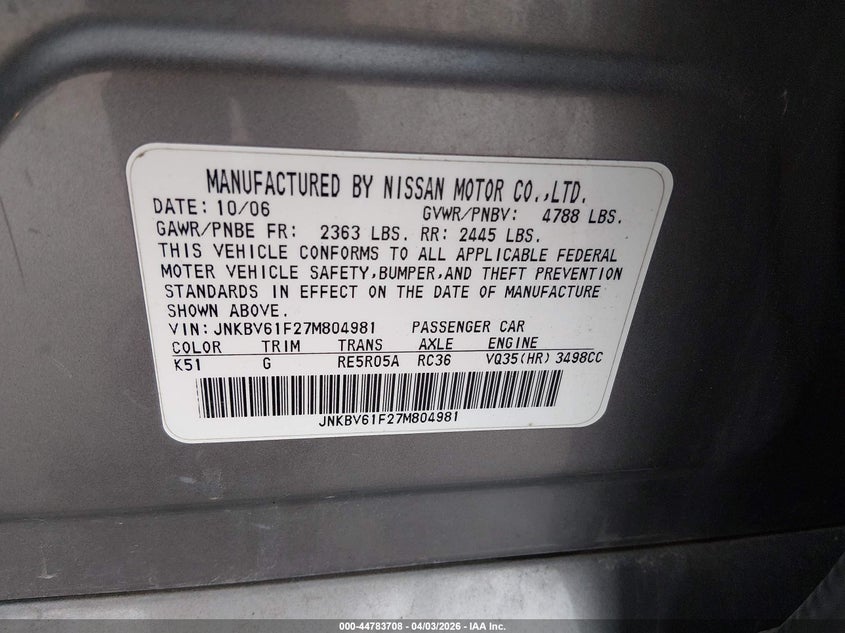 MANUFACTURED BY NISSAN MOTOR CO.,LTD.
DATE: 10/06 GVWR/PNBV: 4788 LBS.
GAWR/PNBE FR: 2363 LBS. RR: 2445 LBS.
THIS VEHICLE CONFORMS TO ALL APPLICABLE FEDERAL
MOTER VEHICLE SAFETY,BUMPER,AND THEFT PREVENTION
STANDARDS IN EFFECT ON THE DATE OF MANUFACTURE
SHOWN ABOVE.
VIN: JNKBV61F27M804981 PASSENGER CAR
COLOR TRIM TRANS AXLE ENGINE
K51 G RE5R05A RC36 VQ35(HR) 3498CC
JNKBV61F27M804981
000-44783708 - 04/03/2026 - IAA Inc.